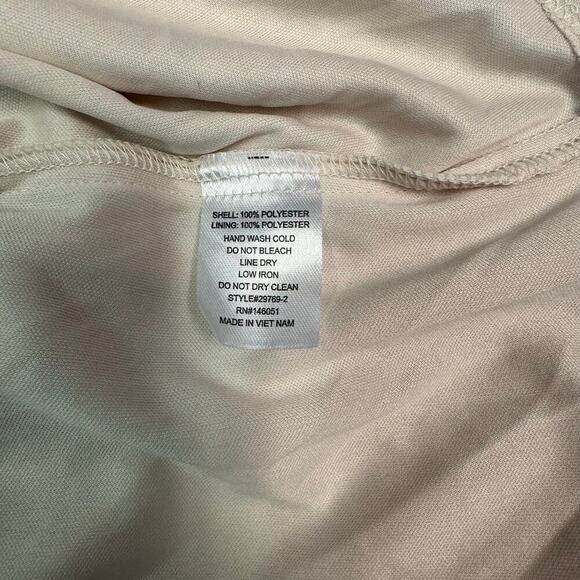 SHELL: 100% POLYESTER
LINING: 100% POLYESTER
HAND WASH COLD
DO NOT BLEACH
LINE DRY
LOW IRON
DO NOT DRY CLEAN
STYLE#29769-2
RN#146051
MADE IN VIET NAM